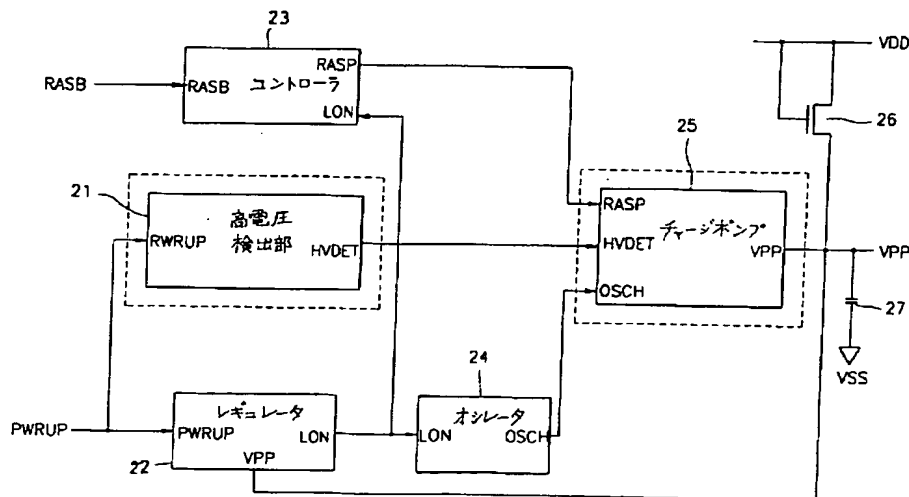 23
RASB
RASB
コントローラ
RASP
LON
VDD
26
21
高電圧
検出部
RWRUP
HVDET
25
チャージポンプ
RASP
HVDET
OSCH
VPP
VPP
27
VSS
PWRUP
レギュレータ
PWRUP
LON
VPP
22
24
オシレータ
LON
OSCH